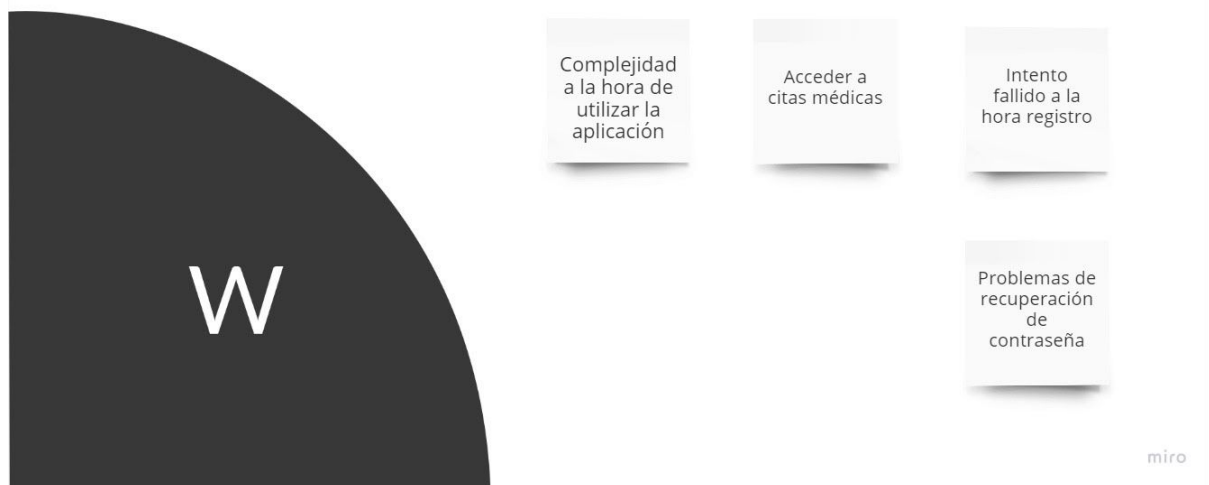 W
Complejidad
a la hora de
utilizar la
aplicación
Acceder a
citas médicas
Intento
fallido a la
hora registro
Problemas de
recuperación
de
contraseña
miro